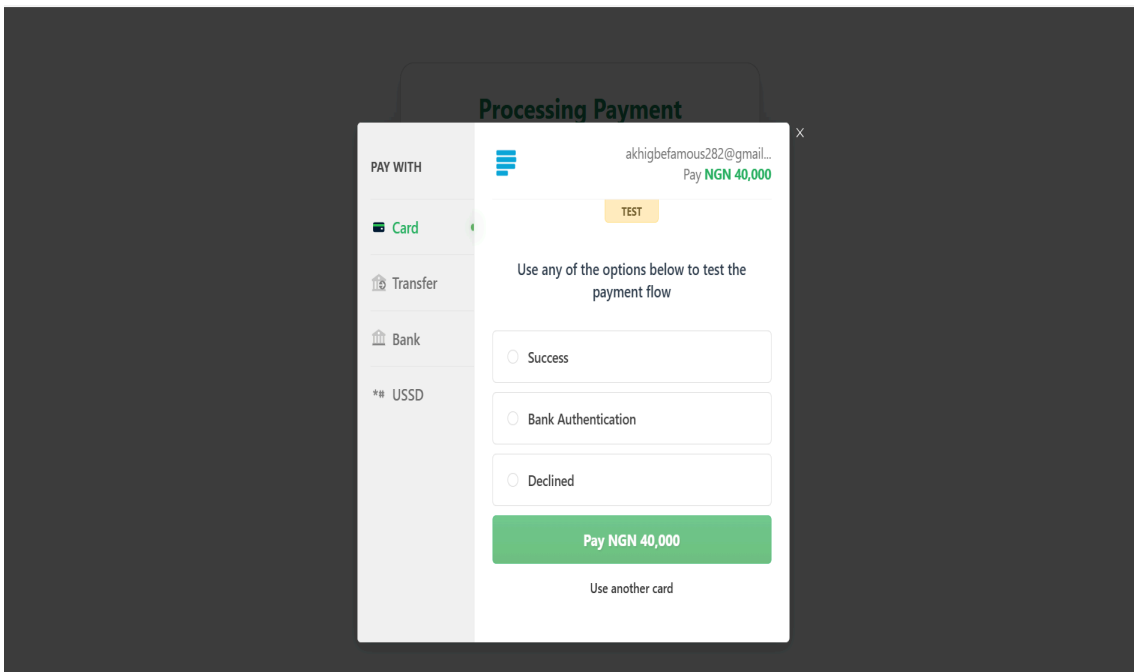 Processing Payment
X
PAY WITH
Card
Transfer
Bank
*# USSD
akhigbefamous282@gmail...
Pay NGN 40,000
TEST
Use any of the options below to test the
payment flow
Success
Bank Authentication
Declined
Pay NGN 40,000
Use another card